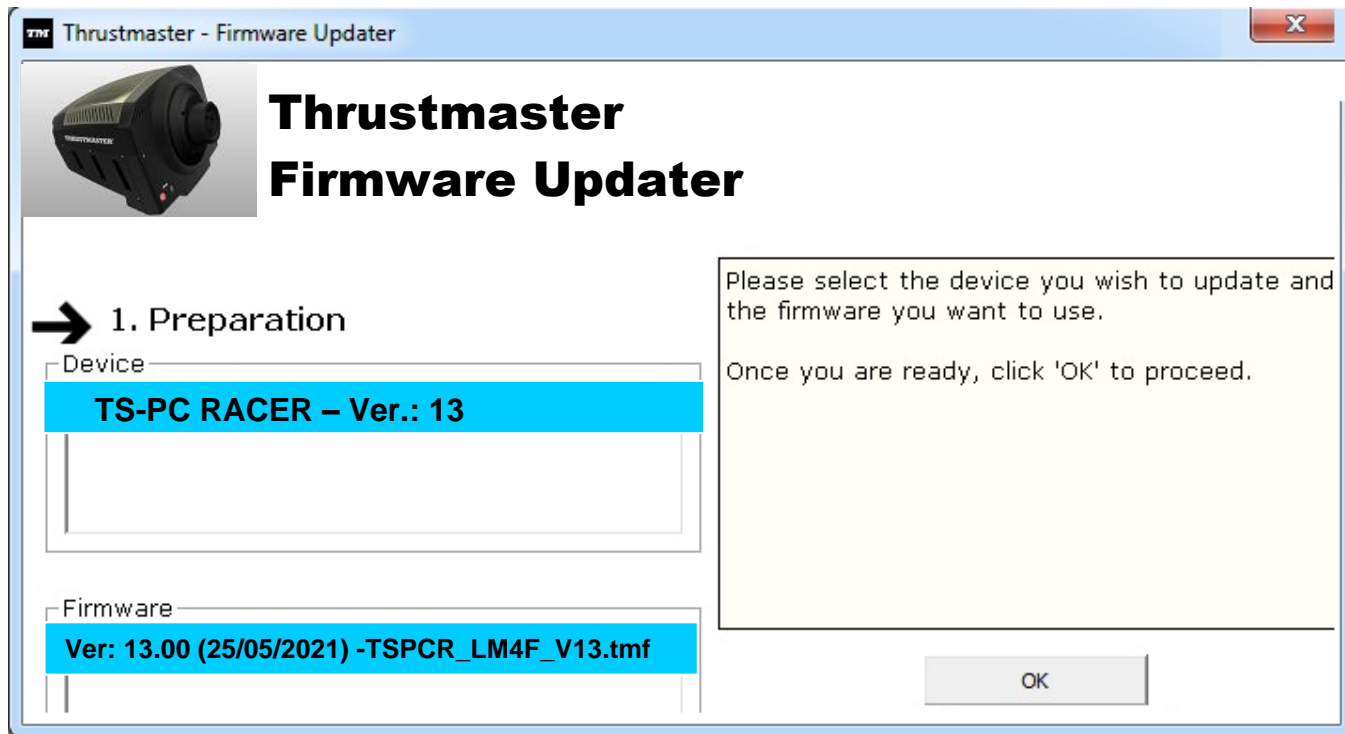 TM Thrustmaster - Firmware Updater
X
THRUSTMASTER
Thrustmaster
Firmware Updater
1. Preparation
Device
TS-PC RACER – Ver.: 13
Firmware
Ver: 13.00 (25/05/2021) -TSPCR_LM4F_V13.tmf
Please select the device you wish to update and
the firmware you want to use.
Once you are ready, click 'OK' to proceed.
OK